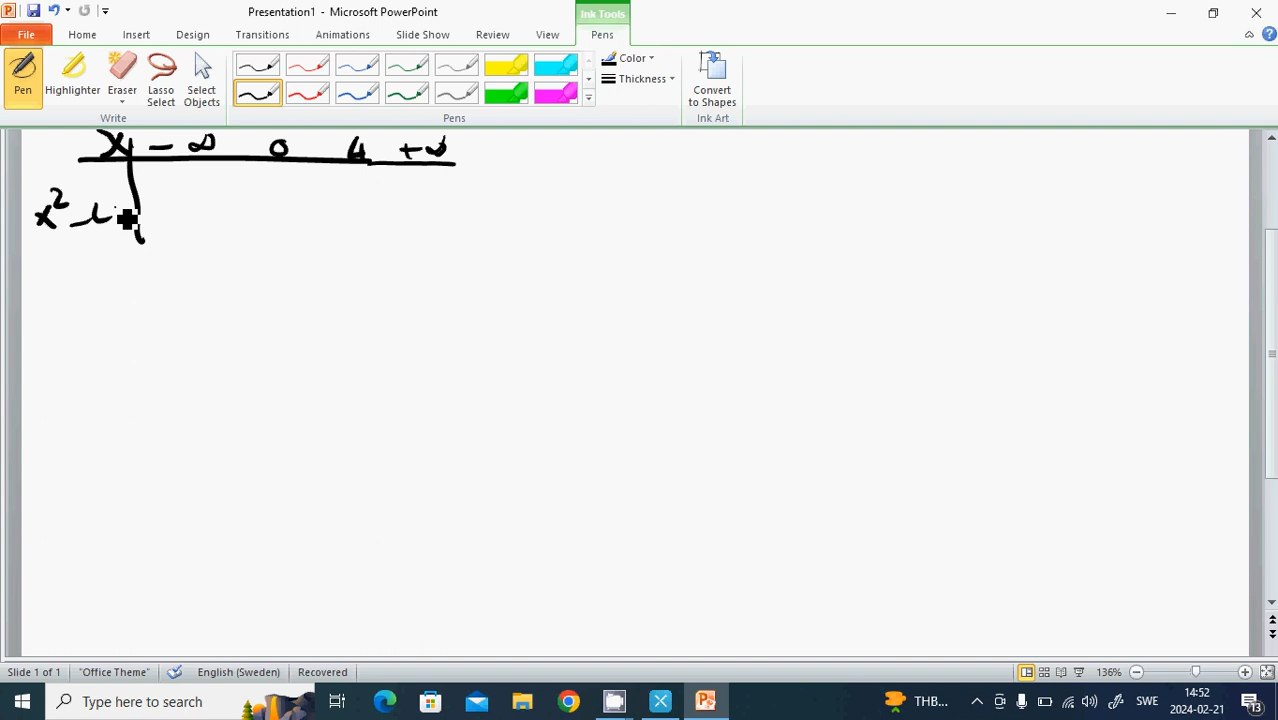 Presentation1 - Microsoft PowerPoint
Ink Tools
File Home Insert Design Transitions Animations Slide Show Review View Pens
Pen Highlighter Eraser Lasso Select Select Objects
Color
Thickness
Convert to Shapes
Write Pens Ink Art
x - ∞ 0 4 + ∞
x² -
Slide 1 of 1 "Office Theme" English (Sweden) Recovered 136%
Type here to search
THB... SWE 14:52
2024-02-21
13